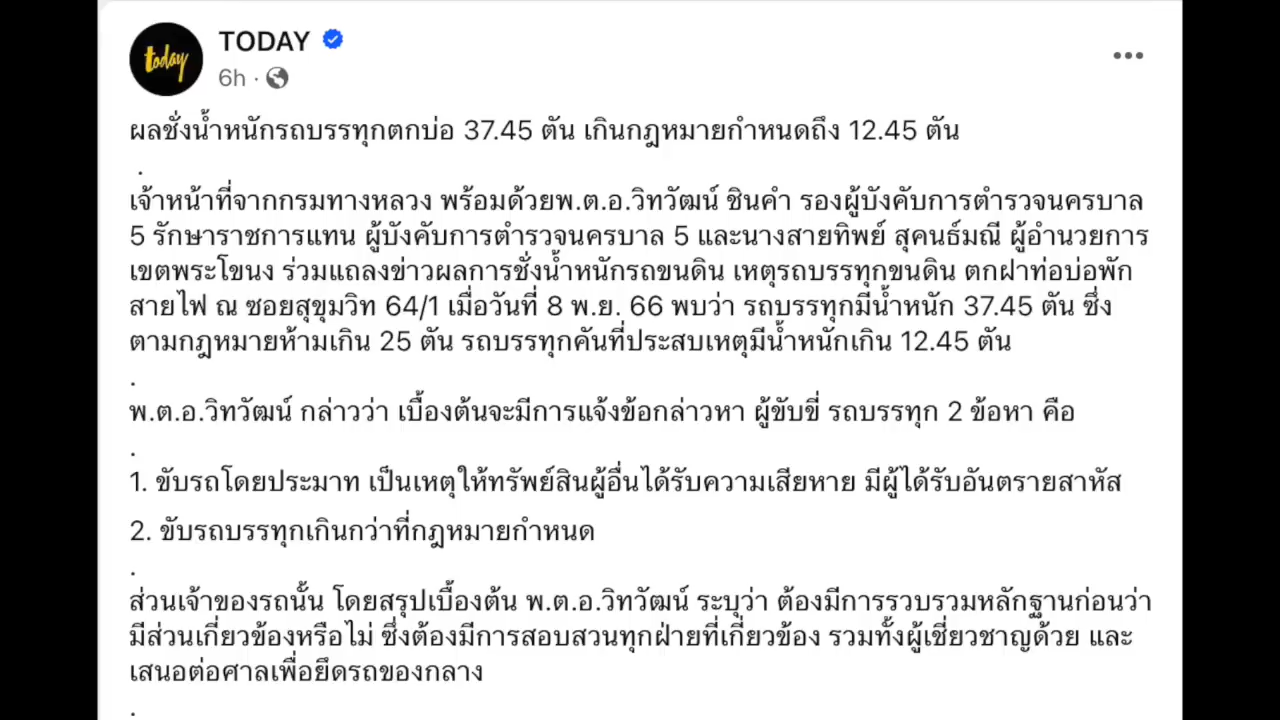 today
TODAY
6h ·
ผลชั่งน้ำหนักรถบรรทุกตกบ่อ 37.45 ตัน เกินกฎหมายกำหนดถึง 12.45 ตัน
.
เจ้าหน้าที่จากกรมทางหลวง พร้อมด้วยพ.ต.อ.วิทวัฒน์ ชินคำ รองผู้บังคับการตำรวจนครบาล
5 รักษาราชการแทน ผู้บังคับการตำรวจนครบาล 5 และนางสายทิพย์ สุคนธ์มณี ผู้อำนวยการ
เขตพระโขนง ร่วมแถลงข่าวผลการชั่งน้ำหนักรถขนดิน เหตุรถบรรทุกขนดิน ตกฝาท่อบ่อพัก
สายไฟ ณ ซอยสุขุมวิท 64/1 เมื่อวันที่ 8 พ.ย. 66 พบว่า รถบรรทุกมีน้ำหนัก 37.45 ตัน ซึ่ง
ตามกฎหมายห้ามเกิน 25 ตัน รถบรรทุกคันที่ประสบเหตุมีน้ำหนักเกิน 12.45 ตัน
.
พ.ต.อ.วิทวัฒน์ กล่าวว่า เบื้องต้นจะมีการแจ้งข้อกล่าวหา ผู้ขับขี่ รถบรรทุก 2 ข้อหา คือ
.
1. ขับรถโดยประมาท เป็นเหตุให้ทรัพย์สินผู้อื่นได้รับความเสียหาย มีผู้ได้รับอันตรายสาหัส
2. ขับรถบรรทุกเกินกว่าที่กฎหมายกำหนด
.
ส่วนเจ้าของรถนั้น โดยสรุปเบื้องต้น พ.ต.อ.วิทวัฒน์ ระบุว่า ต้องมีการรวบรวมหลักฐานก่อนว่า
มีส่วนเกี่ยวข้องหรือไม่ ซึ่งต้องมีการสอบสวนทุกฝ่ายที่เกี่ยวข้อง รวมทั้งผู้เชี่ยวชาญด้วย และ
เสนอต่อศาลเพื่อยึดรถของกลาง
.